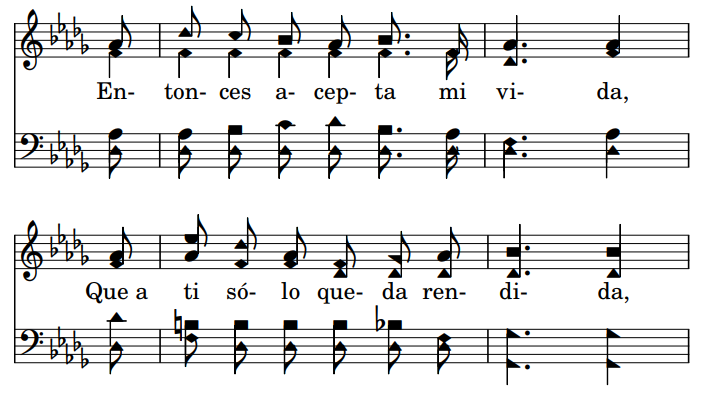 En- ton- ces a- cep- ta mi vi- da,
Que a ti só- lo que- da ren- di- da,